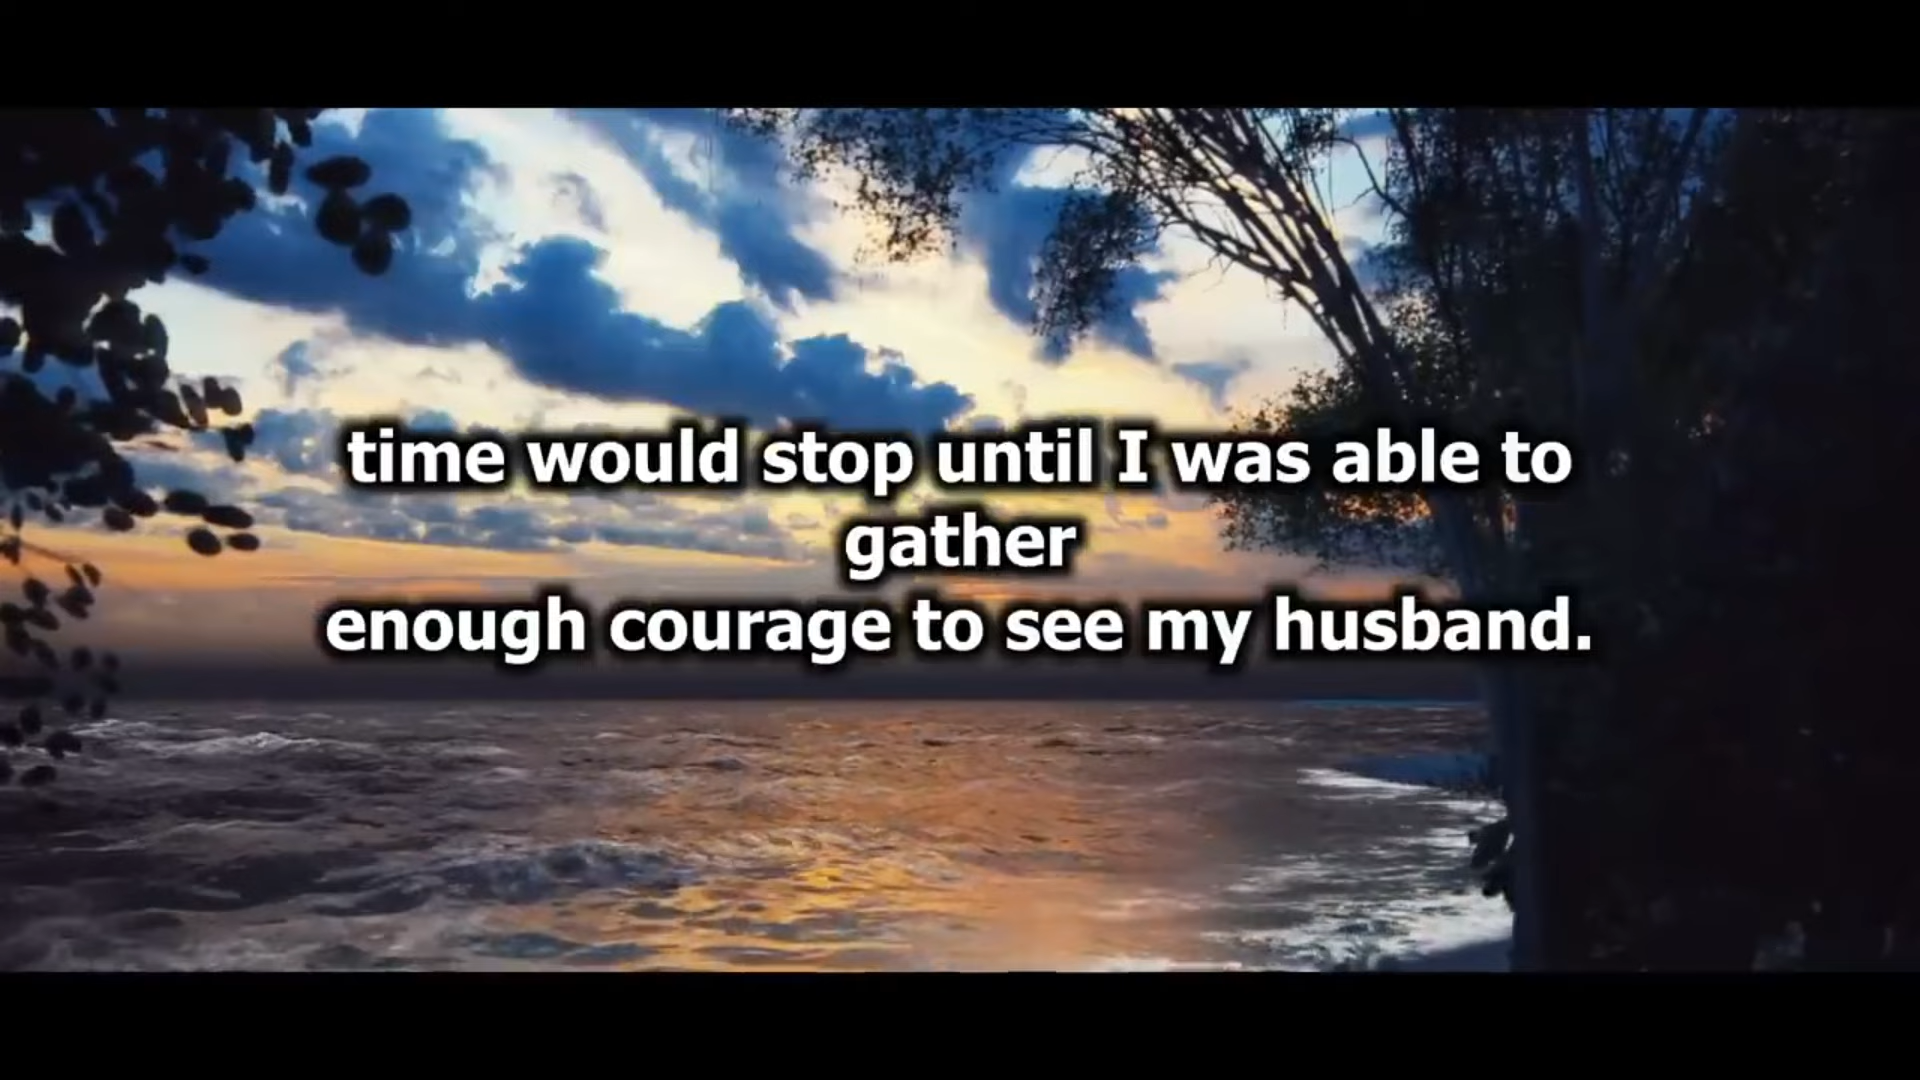 time would stop until I was able to
gather
enough courage to see my husband.